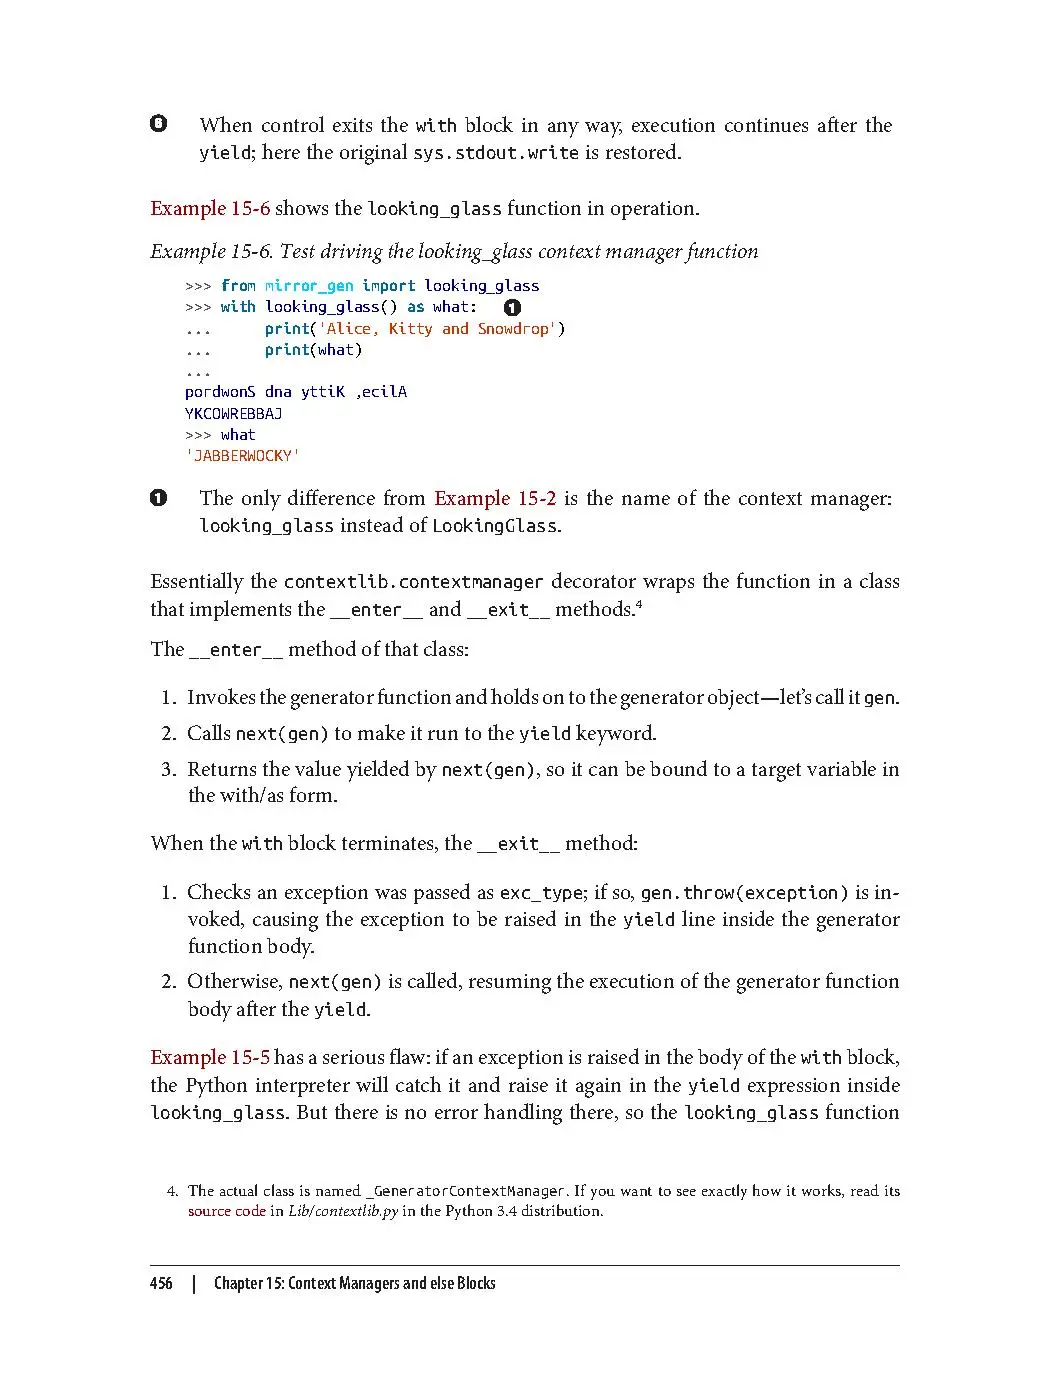 ❻ When control exits the with block in any way, execution continues after the
yield; here the original sys.stdout.write is restored.
Example 15-6 shows the looking_glass function in operation.
Example 15-6. Test driving the looking_glass context manager function
>>> from mirror_gen import looking_glass
>>> with looking_glass() as what: ❶
...      print('Alice, Kitty and Snowdrop')
...      print(what)
...
pordwonS dna yttiK ,ecilA
YKCOWREBBAJ
>>> what
'JABBERWOCKY'
❶ The only difference from Example 15-2 is the name of the context manager:
looking_glass instead of LookingGlass.
Essentially the contextlib.contextmanager decorator wraps the function in a class
that implements the __enter__ and __exit__ methods.4
The __enter__ method of that class:
1. Invokes the generator function and holds on to the generator object—let’s call it gen.
2. Calls next(gen) to make it run to the yield keyword.
3. Returns the value yielded by next(gen), so it can be bound to a target variable in
the with/as form.
When the with block terminates, the __exit__ method:
1. Checks an exception was passed as exc_type; if so, gen.throw(exception) is in-
voked, causing the exception to be raised in the yield line inside the generator
function body.
2. Otherwise, next(gen) is called, resuming the execution of the generator function
body after the yield.
Example 15-5 has a serious flaw: if an exception is raised in the body of the with block,
the Python interpreter will catch it and raise it again in the yield expression inside
looking_glass. But there is no error handling there, so the looking_glass function
4. The actual class is named _GeneratorContextManager. If you want to see exactly how it works, read its
source code in Lib/contextlib.py in the Python 3.4 distribution.
456 | Chapter 15: Context Managers and else Blocks